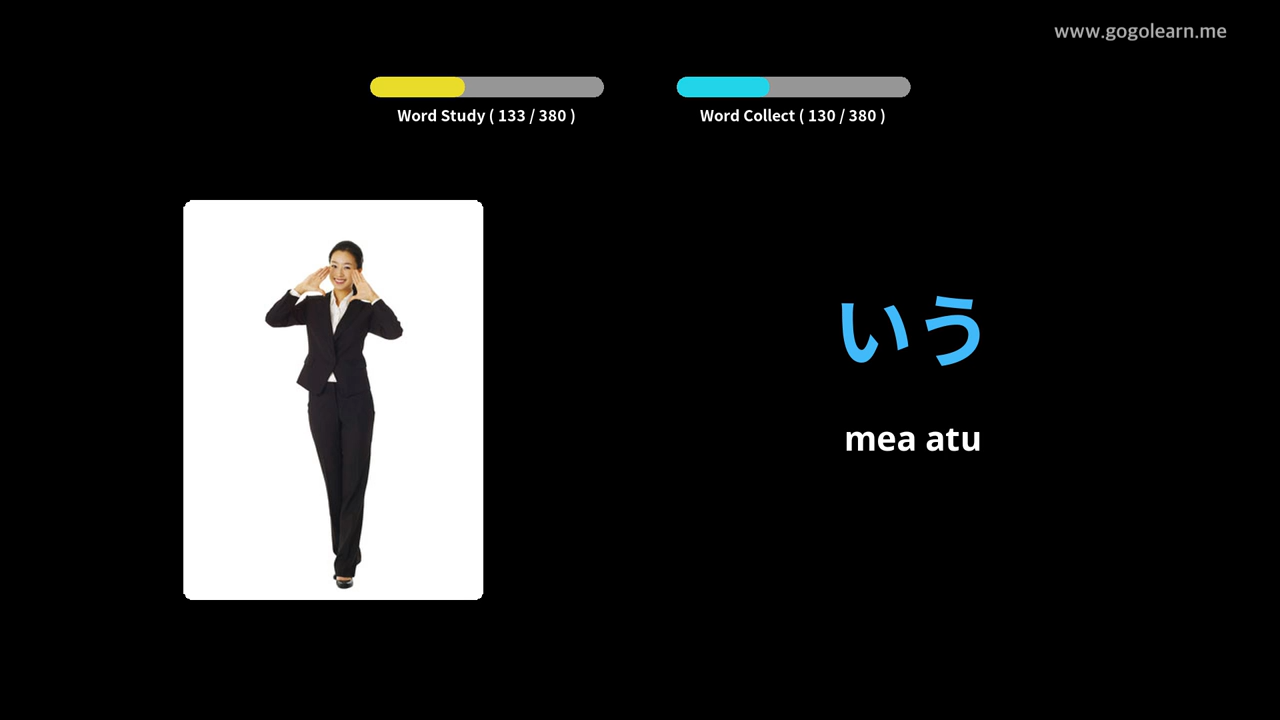 www.gogolearn.me
Word Study ( 133 / 380 )
Word Collect ( 130 / 380 )
いう
mea atu